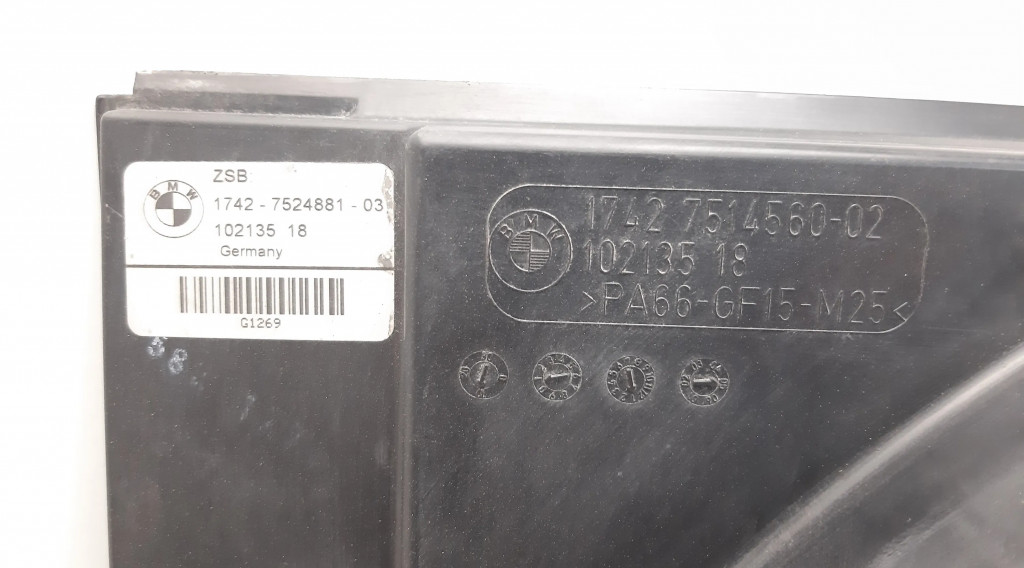 ZSB
BMW
1742 - 7524881 - 03
102135 18
Germany
G1269
BMW
1742 7514560-02
102135 18
>PA66-GF15-M25<